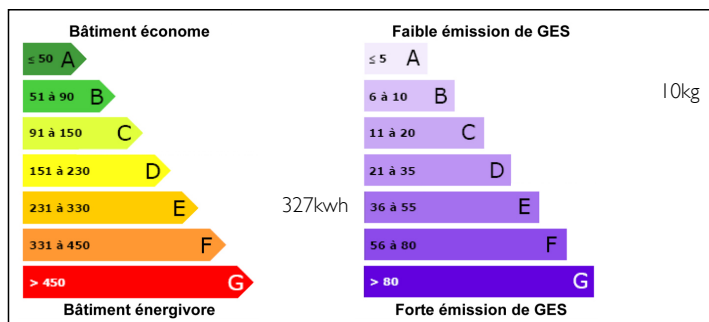 Bâtiment économe
≤ 50 A
51 à 90 B
91 à 150 C
151 à 230 D
231 à 330 E
327kwh
331 à 450 F
> 450 G
Bâtiment énergivore
Faible émission de GES
≤ 5 A
6 à 10 B
10kg
11 à 20 C
21 à 35 D
36 à 55 E
56 à 80 F
> 80 G
Forte émission de GES